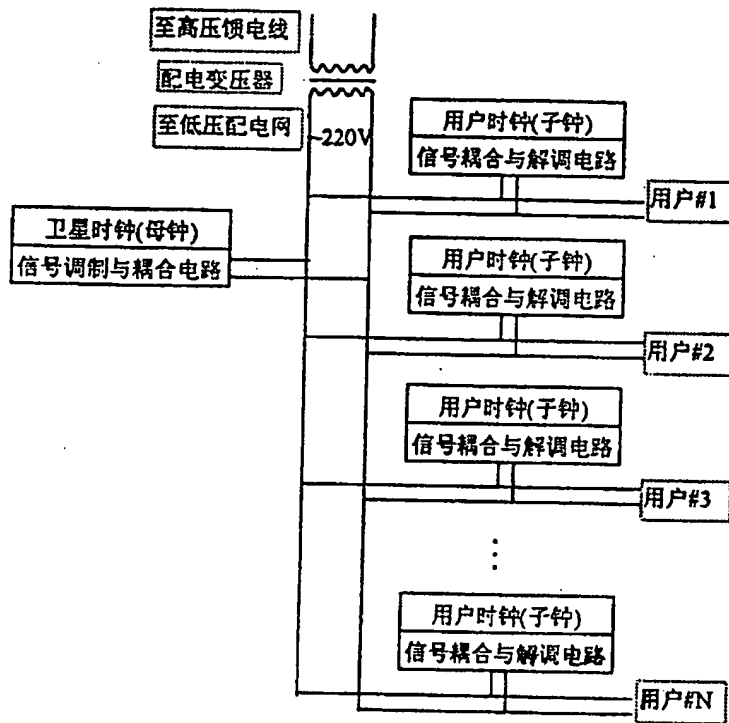 至高压馈电线
配电变压器
至低压配电网
~220V
用户时钟(子钟)
信号耦合与解调电路
用户#1
卫星时钟(母钟)
信号调制与耦合电路
用户时钟(子钟)
信号耦合与解调电路
用户#2
用户时钟(子钟)
信号耦合与解调电路
用户#3
⋮
用户时钟(子钟)
信号耦合与解调电路
用户#N